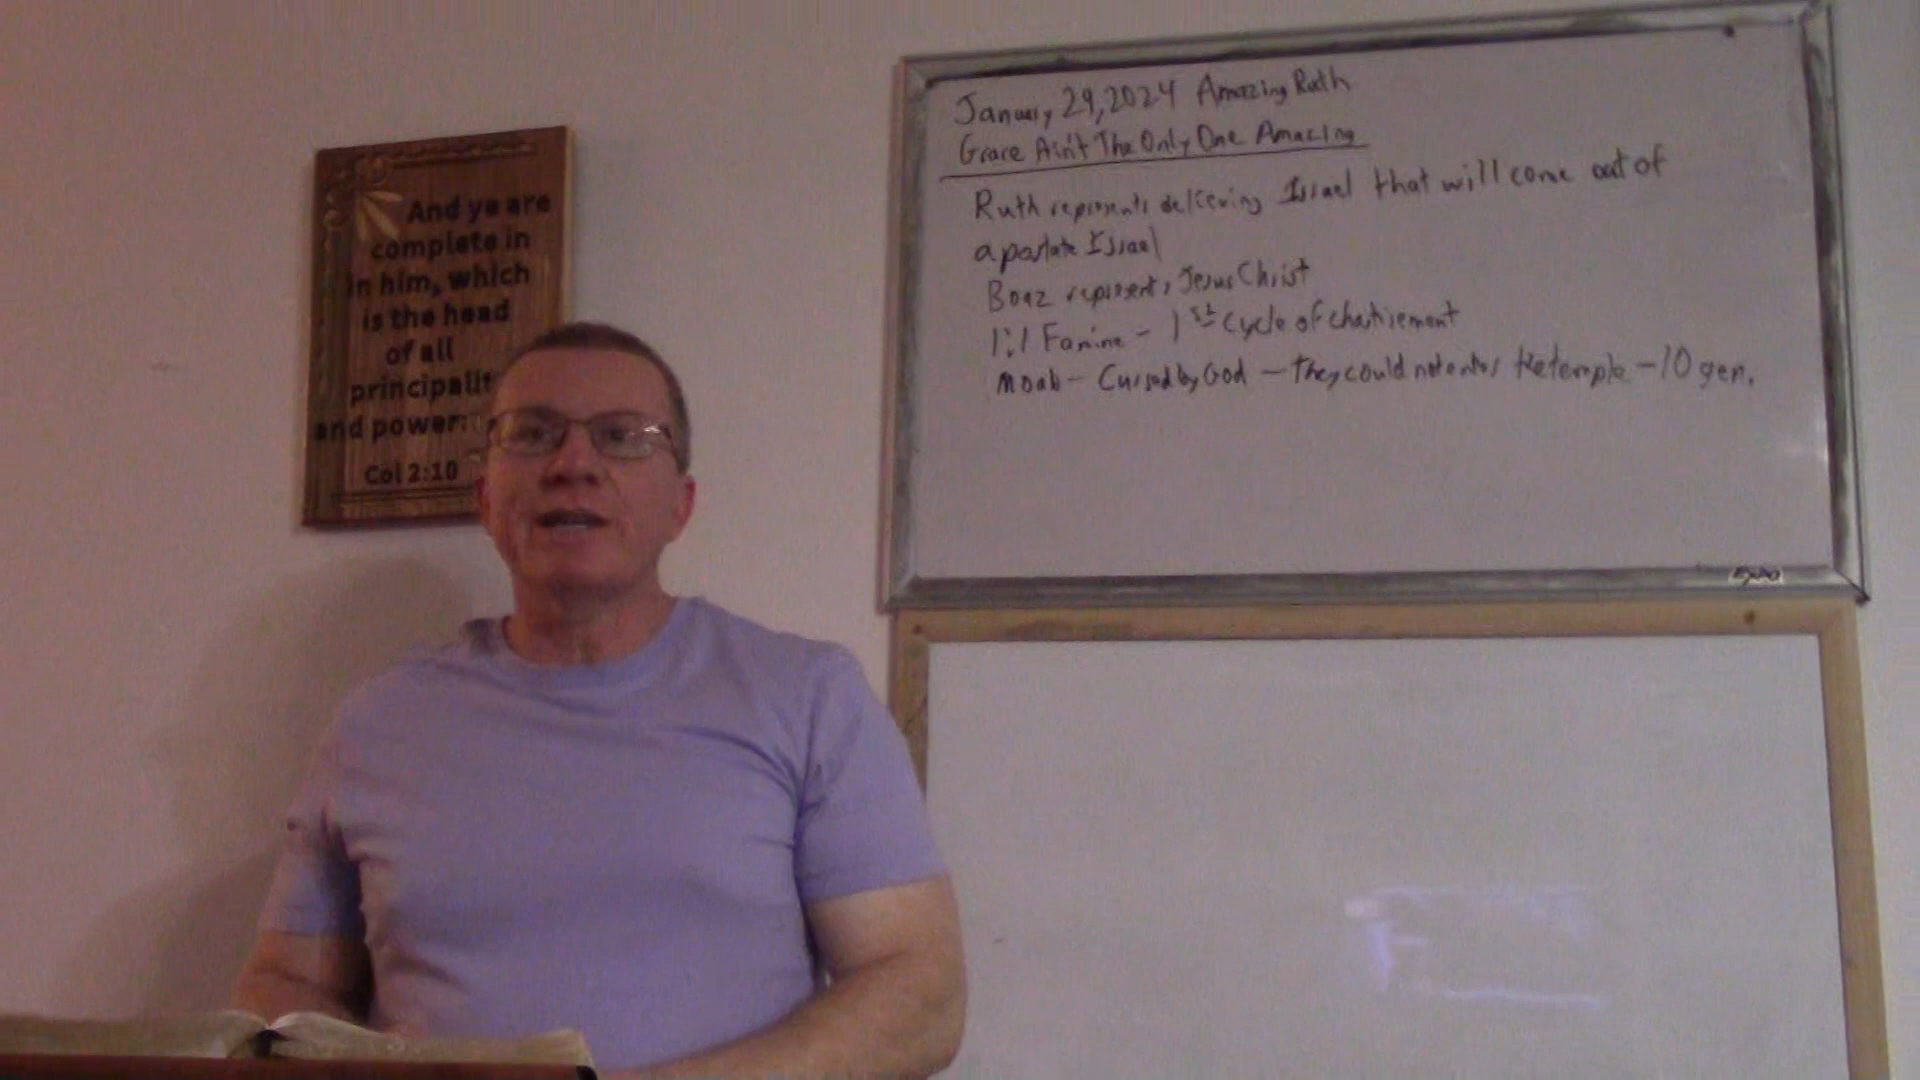 And ye are
complete in
in him, which
is the head
of all
principalit
and power:
Col 2:10
January 29, 2024 Amazing Ruth
Grace Ain't The Only One Amazing
Ruth represents believing Israel that will come out of
apostate Israel
Boaz represents Jesus Christ
1:1 Famine - 1st cycle of chastisement
Moab - Cursed by God - They could not enter the temple - 10 gen.
Expo